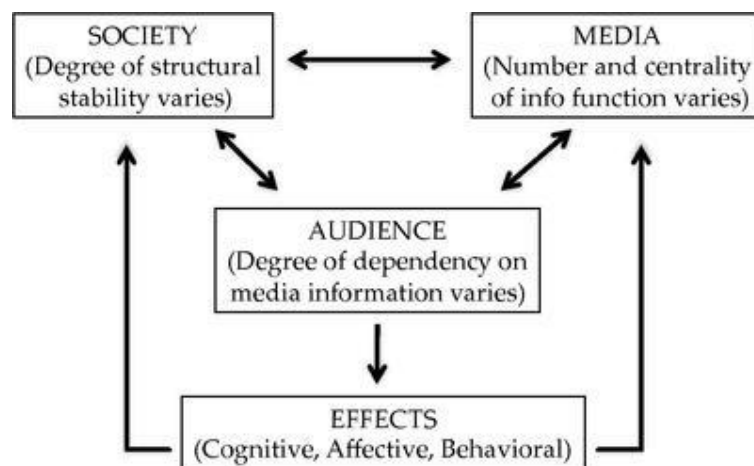 SOCIETY
(Degree of structural
stability varies)
MEDIA
(Number and centrality
of info function varies)
AUDIENCE
(Degree of dependency on
media information varies)
EFFECTS
(Cognitive, Affective, Behavioral)